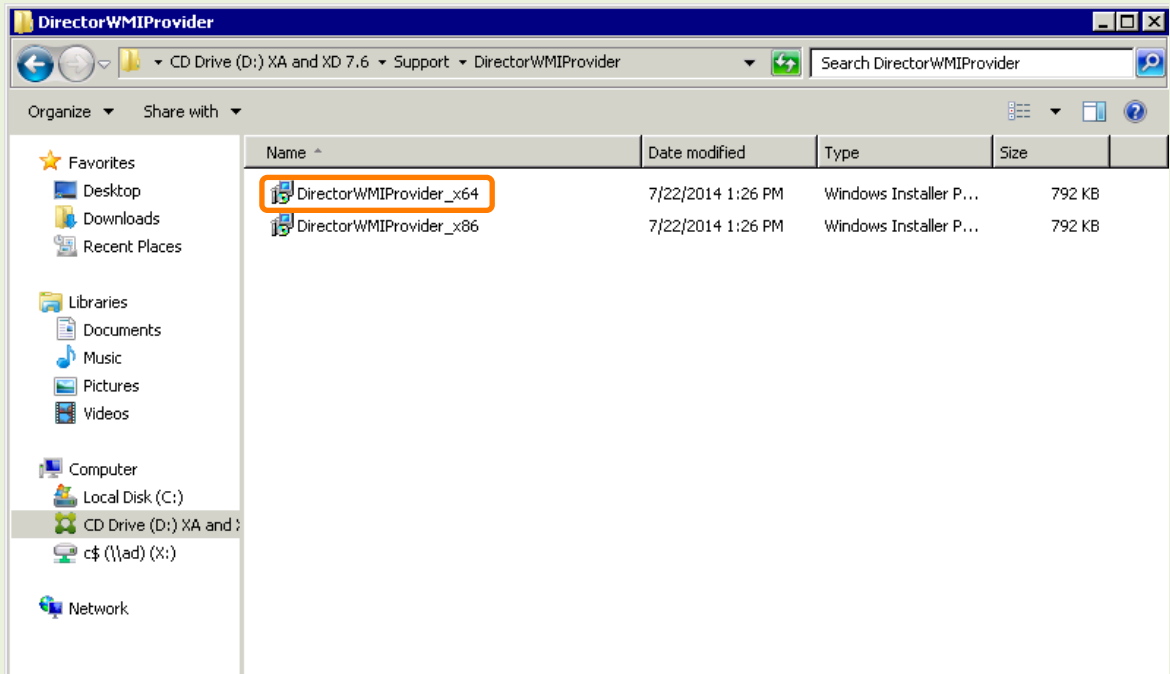 DirectorWMIProvider
CD Drive (D:) XA and XD 7.6 Support DirectorWMIProvider
Search DirectorWMIProvider
Organize Share with
Name Date modified Type Size
Favorites
Desktop
Downloads
Recent Places
Libraries
Documents
Music
Pictures
Videos
Computer
Local Disk (C:)
CD Drive (D:) XA and
c$ (\\ad) (X:)
Network
DirectorWMIProvider_x64 7/22/2014 1:26 PM Windows Installer P... 792 KB
DirectorWMIProvider_x86 7/22/2014 1:26 PM Windows Installer P... 792 KB